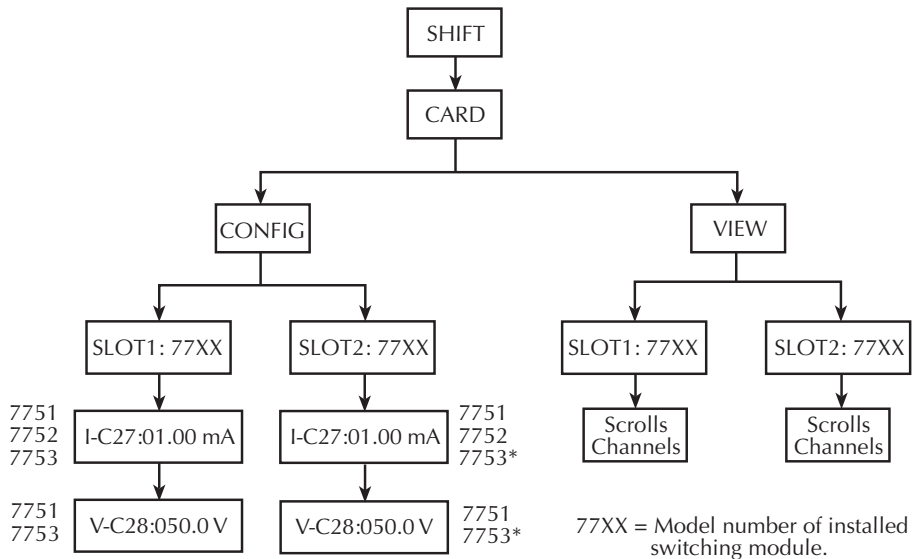 SHIFT
CARD
CONFIG
VIEW
SLOT1: 77XX
SLOT2: 77XX
SLOT1: 77XX
SLOT2: 77XX
7751
7752
7753
I-C27:01.00 mA
I-C27:01.00 mA
7751
7752
7753*
Scrolls
Channels
Scrolls
Channels
7751
7753
V-C28:050.0 V
V-C28:050.0 V
7751
7753*
77XX = Model number of installed
switching module.